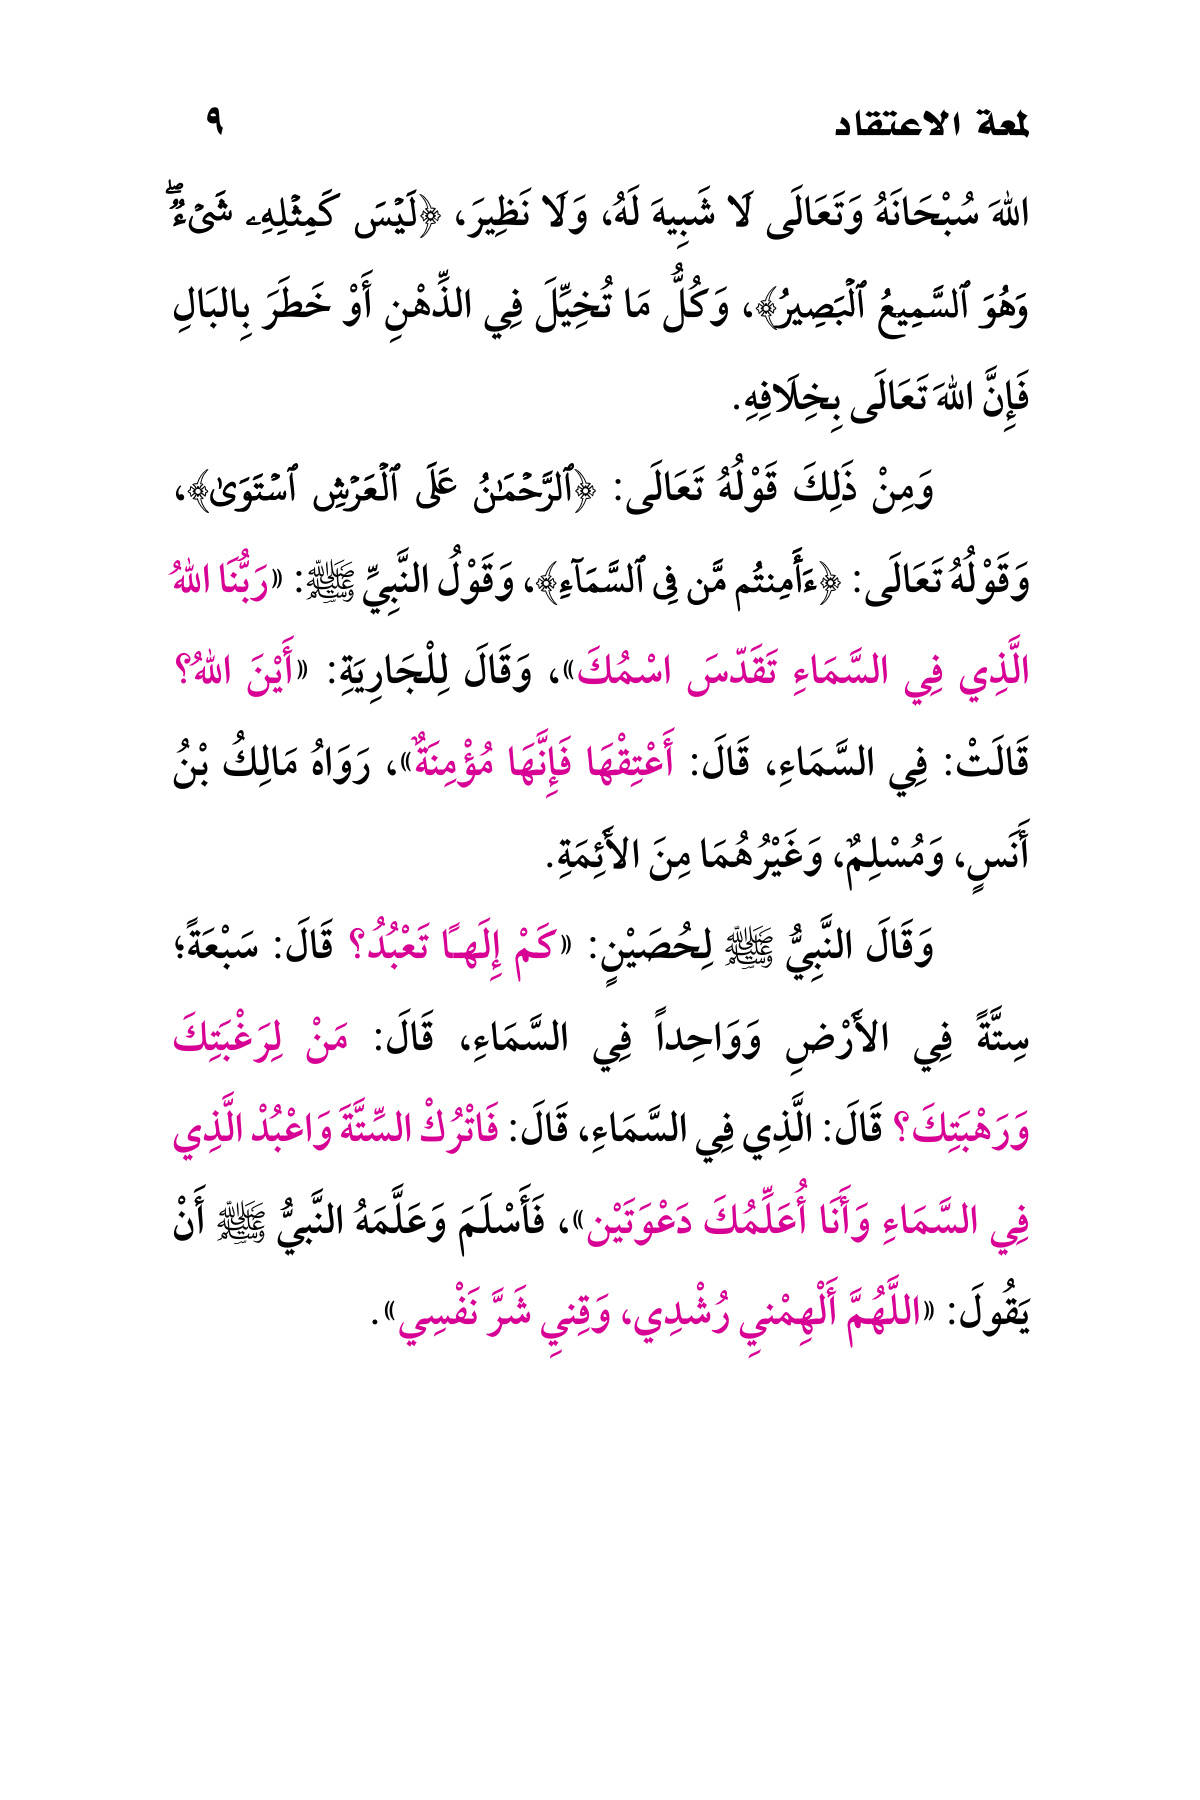 لمعة الاعتقاد ٩
اللهَ سُبْحَانَهُ وَتَعَالَى لَا شَبِيهَ لَهُ، وَلَا نَظِيرَ، ﴿لَيۡسَ كَمِثۡلِهِۦ شَيۡءٞۖ
وَهُوَ ٱلسَّمِيعُ ٱلۡبَصِيرُ﴾، وَكُلُّ مَا تُخِيِّلَ فِي الذِّهْنِ أَوْ خَطَرَ بِالبَالِ
فَإِنَّ اللهَ تَعَالَى بِخِلَافِهِ.
وَمِنْ ذَلِكَ قَوْلُهُ تَعَالَى: ﴿ٱلرَّحۡمَٰنُ عَلَى ٱلۡعَرۡشِ ٱسۡتَوَىٰ﴾،
وَقَوْلُهُ تَعَالَى: ﴿ءَأَمِنتُم مَّن فِى ٱلسَّمَآءِ﴾، وَقَوْلُ النَّبِيِّ ﷺ: «رَبُّنَا اللهُ
الَّذِي فِي السَّمَاءِ تَقَدّسَ اسْمُكَ»، وَقَالَ لِلْجَارِيَةِ: «أَيْنَ اللهُ؟
قَالَتْ: فِي السَّمَاءِ، قَالَ: أَعْتِقْهَا فَإِنَّهَا مُؤْمِنَةٌ»، رَوَاهُ مَالِكُ بْنُ
أَنَسٍ، وَمُسْلِمٌ، وَغَيْرُهُمَا مِنَ الأَئِمَةِ.
وَقَالَ النَّبِيُّ ﷺ لِحُصَيْنٍ: «كَمْ إِلَهـًا تَعْبُدُ؟ قَالَ: سَبْعَةً؛
سِتَّةً فِي الأَرْضِ وَوَاحِداً فِي السَّمَاءِ، قَالَ: مَنْ لِرَغْبَتِكَ
وَرَهْبَتِكَ؟ قَالَ: الَّذِي فِي السَّمَاءِ، قَالَ: فَاتْرُكْ السِّتَّةَ وَاعْبُدْ الَّذِي
فِي السَّمَاءِ وَأَنَا أُعَلِّمُكَ دَعْوَتَيْن»، فَأَسْلَمَ وَعَلَّمَهُ النَّبيُّ ﷺ أَنْ
يَقُولَ: «اللَّهُمَّ أَلْهِمْنيِ رُشْدِي، وَقِنيِ شَرَّ نَفْسِي».